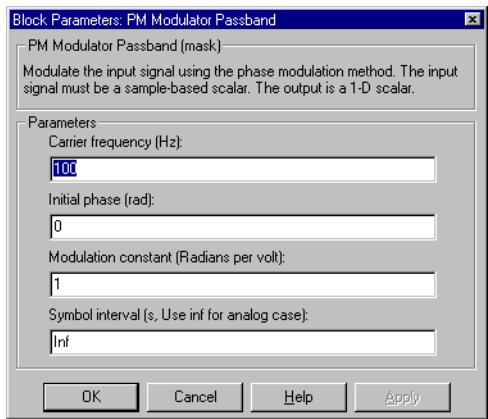 Block Parameters: PM Modulator Passband
PM Modulator Passband (mask)
Modulate the input signal using the phase modulation method. The input
signal must be a sample-based scalar. The output is a 1-D scalar.
Parameters
Carrier frequency (Hz):
100
Initial phase (rad):
0
Modulation constant (Radians per volt):
1
Symbol interval (s, Use inf for analog case):
Inf
OK Cancel Help Apply